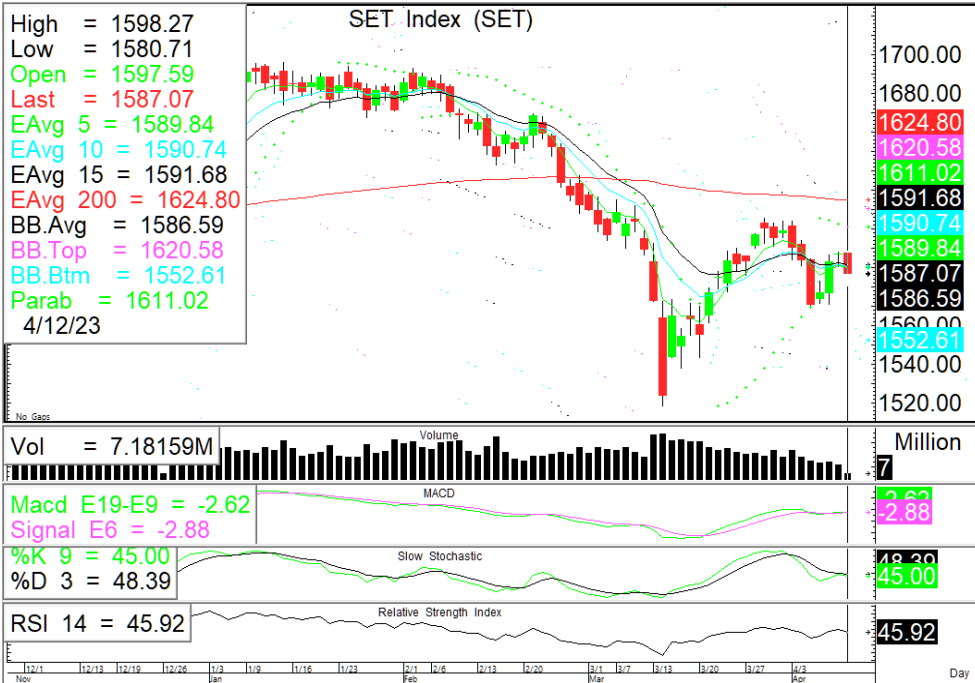 SET Index (SET)
High = 1598.27
Low = 1580.71
Open = 1597.59
Last = 1587.07
EAvg 5 = 1589.84
EAvg 10 = 1590.74
EAvg 15 = 1591.68
EAvg 200 = 1624.80
BB.Avg = 1586.59
BB.Top = 1620.58
BB.Btm = 1552.61
Parab = 1611.02
4/12/23
1700.00
1680.00
1624.80
1620.58
1611.02
1591.68
1590.74
1589.84
1587.07
1586.59
1560.00
1552.61
1540.00
1520.00
No Gaps
Volume
Vol = 7.18159M
Million
7
MACD
Macd E19-E9 = -2.62
Signal E6 = -2.88
-2.62
-2.88
Slow Stochastic
%K 9 = 45.00
%D 3 = 48.39
48.39
45.00
Relative Strength Index
RSI 14 = 45.92
45.92
12/1 12/13 12/19 12/26 1/3 1/9 1/16 1/23 2/1 2/6 2/13 2/20 3/1 3/7 3/13 3/20 3/27 4/3
Nov Jan Feb Mar Apr Day